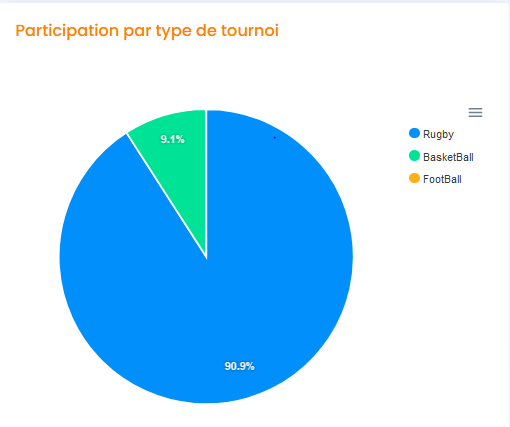 Participation par type de tournoi
Rugby
BasketBall
FootBall
9.1%
90.9%